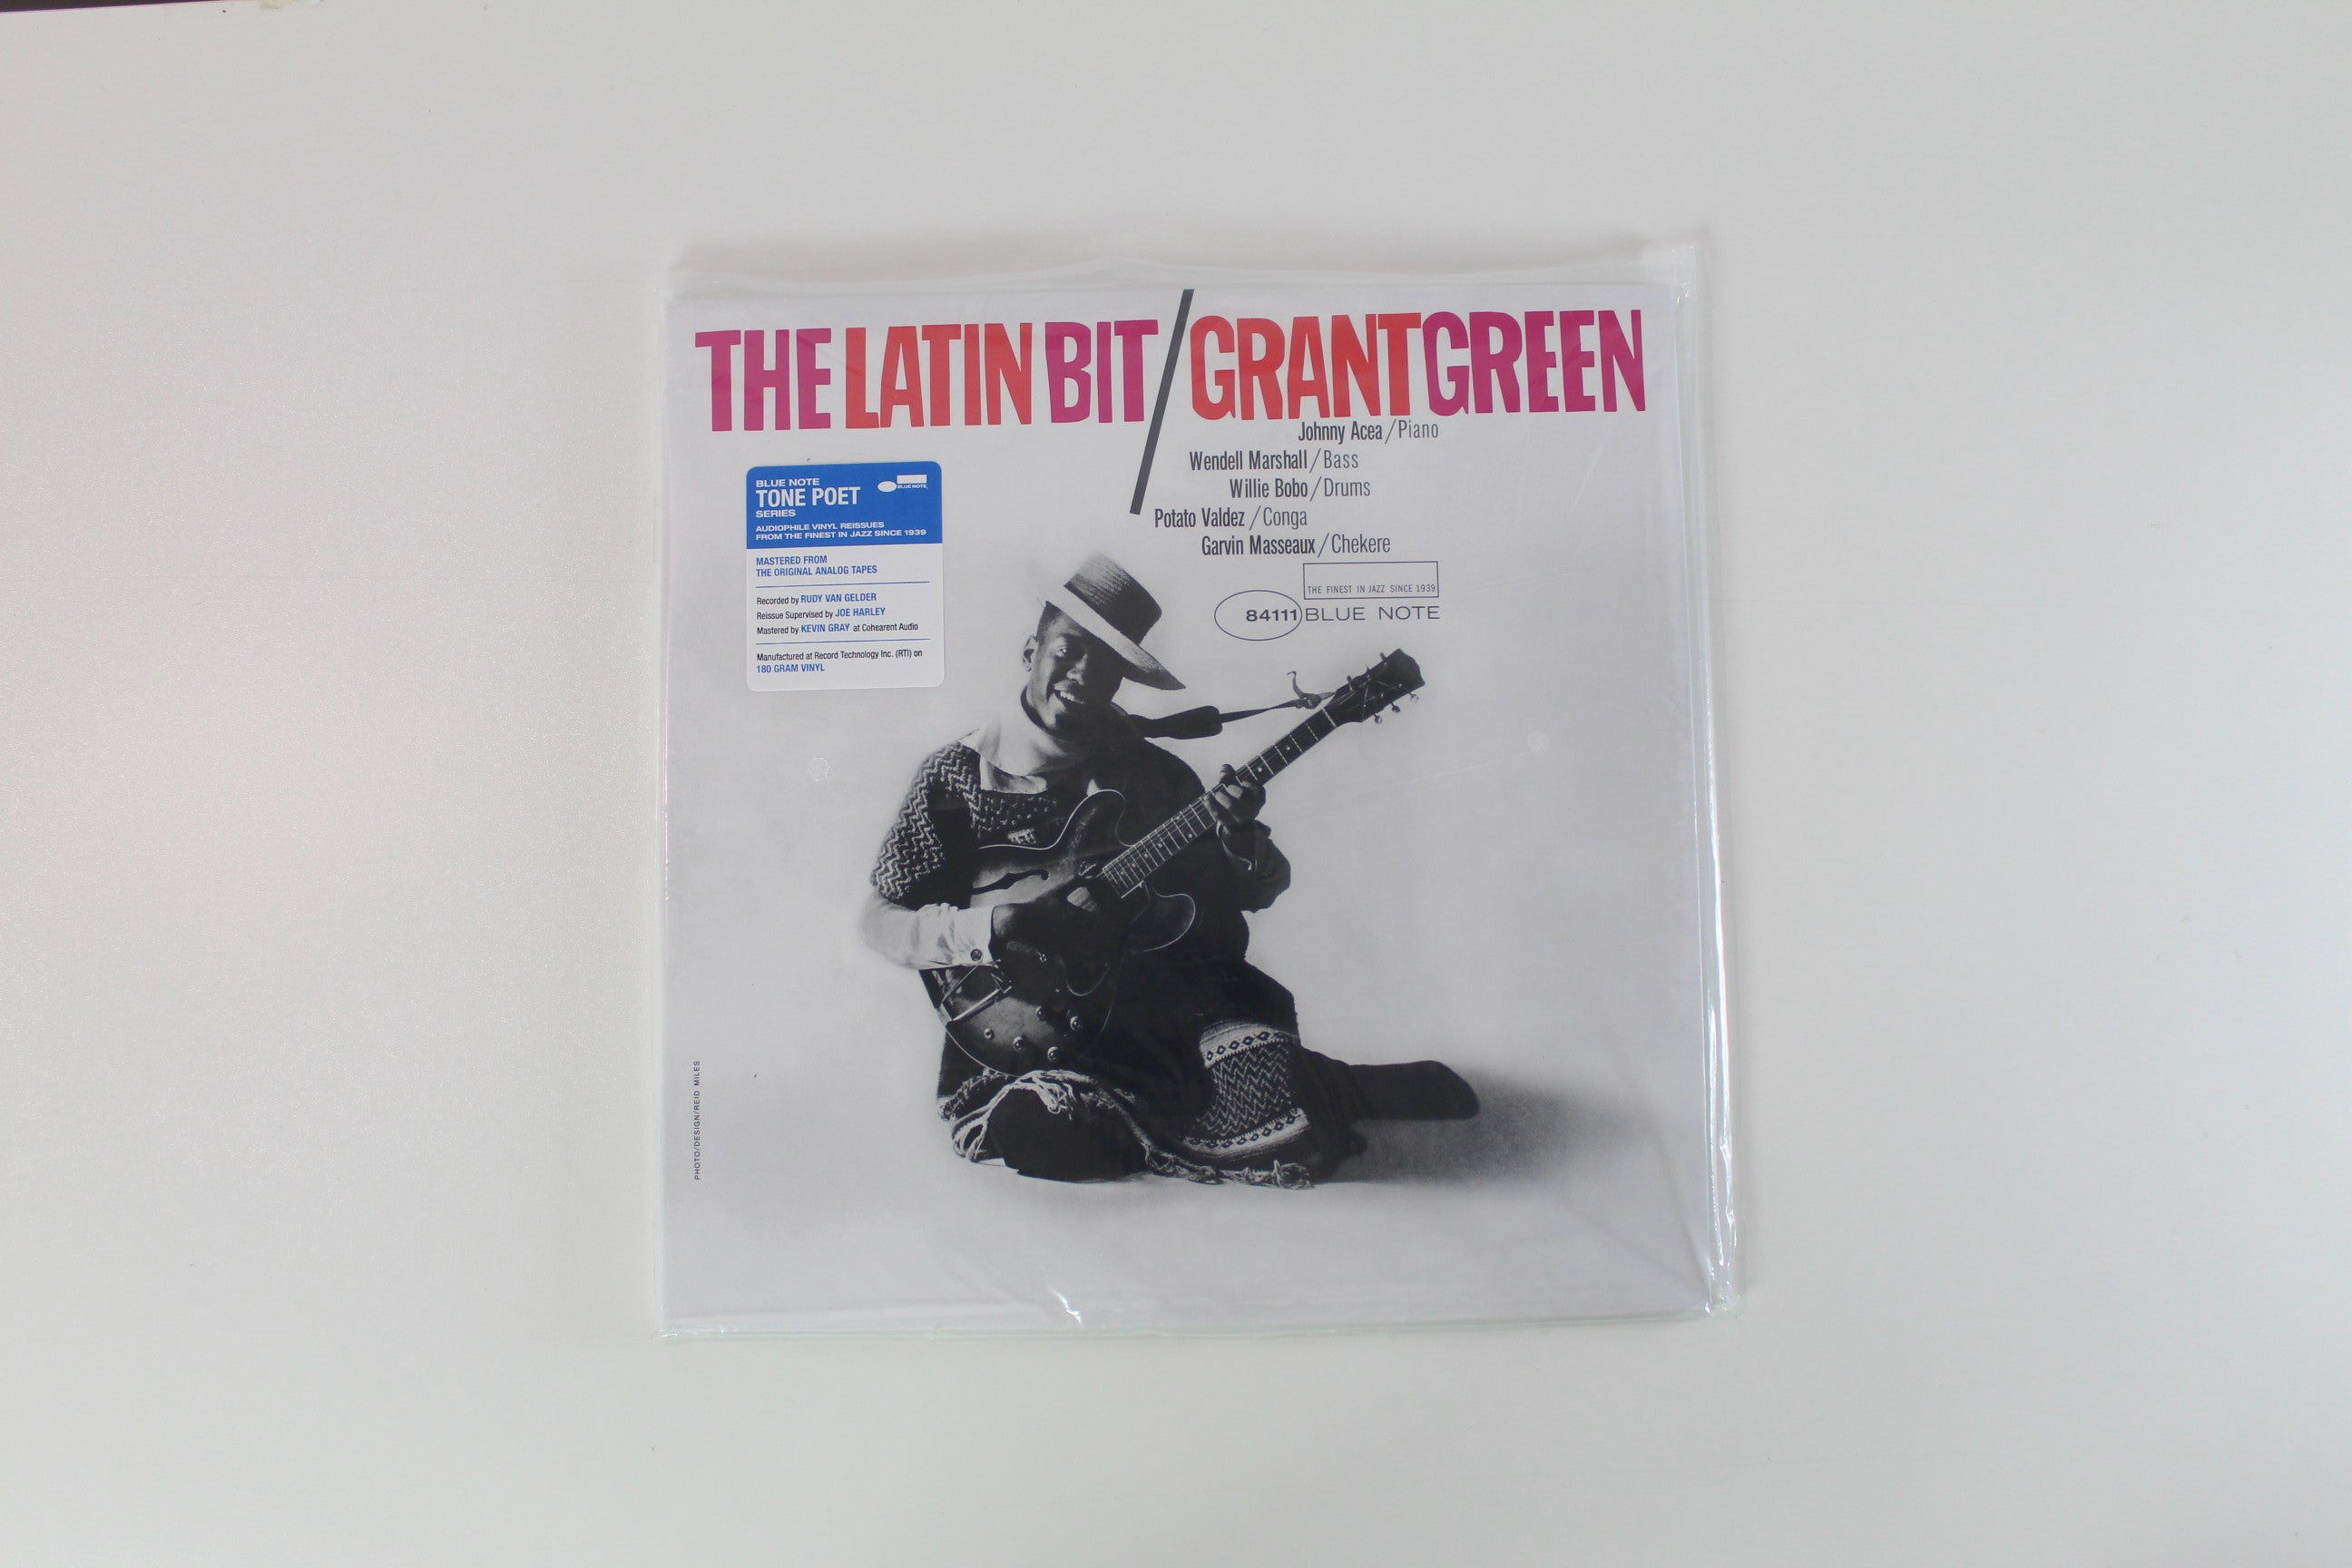 THE LATIN BIT/GRANTGREEN
Johnny Acea/Piano
Wendell Marshall/Bass
Willie Bobo/Drums
Potato Valdez/Conga
Garvin Masseaux/Chekere
THE FINEST IN JAZZ SINCE 1939
84111 BLUE NOTE
BLUE NOTE
TONE POET
SERIES
BLUE NOTE
AUDIOPHILE VINYL REISSUES
FROM THE FINEST IN JAZZ SINCE 1939
MASTERED FROM
THE ORIGINAL ANALOG TAPES
Recorded by RUDY VAN GELDER
Reissue Supervised by JOE HARLEY
Mastered by KEVIN GRAY at Cohearent Audio
Manufactured at Record Technology Inc. (RTI) on
180 GRAM VINYL
PHOTO/DESIGN/REID MILES